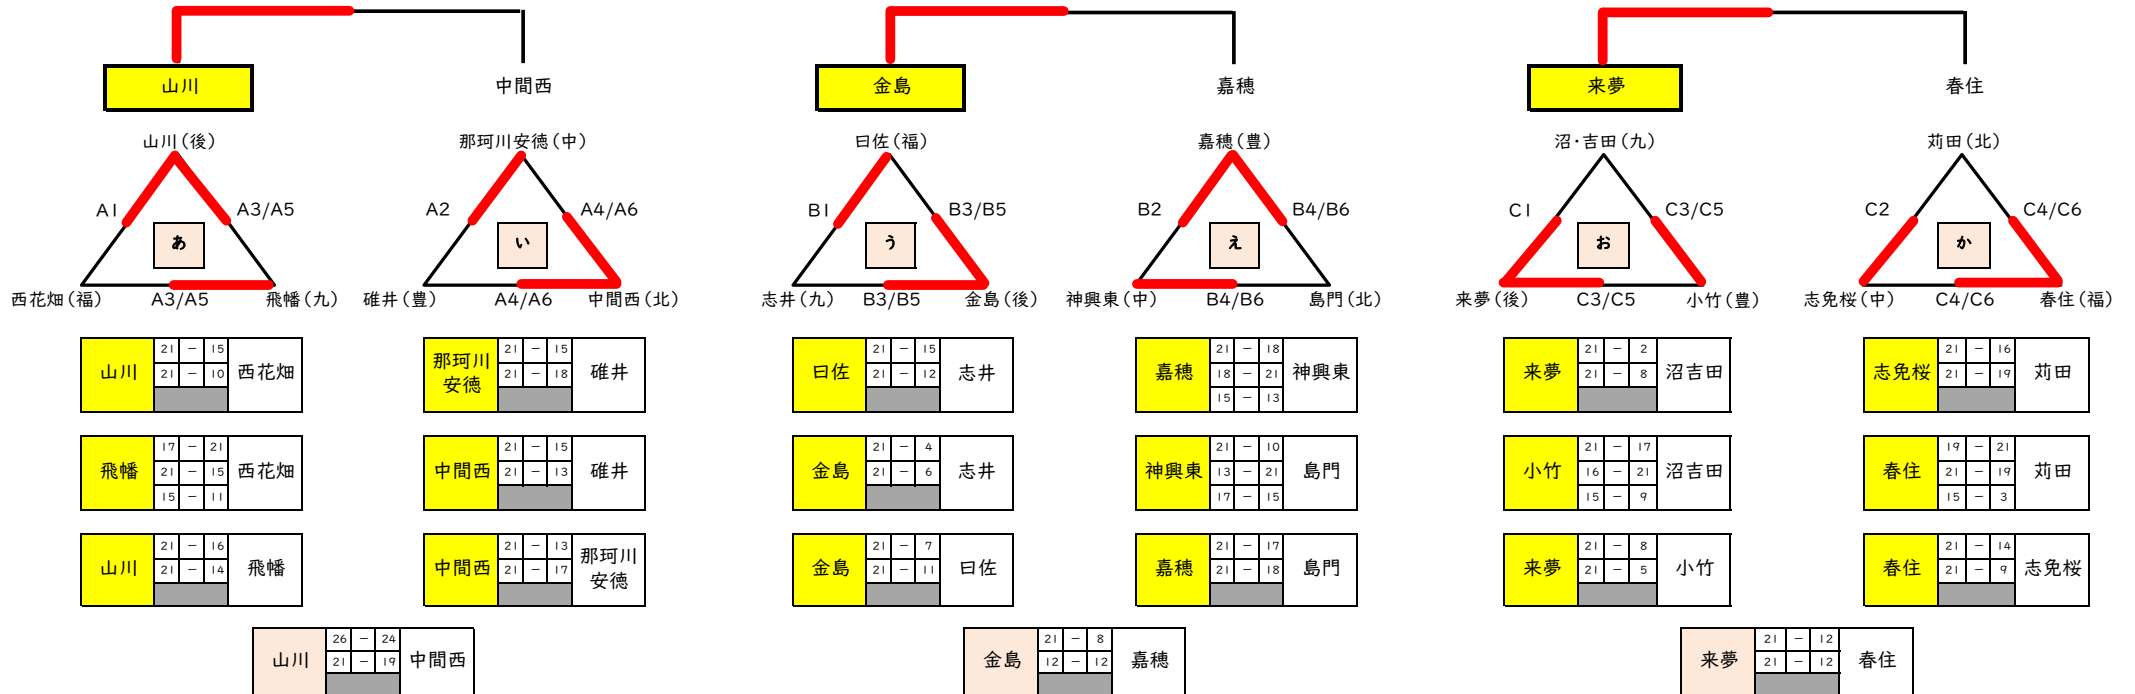 山川 中間西 金島 嘉穂 来夢 春住
山川(後) 那珂川安徳(中) 曰佐(福) 嘉穂(豊) 沼・吉田(九) 苅田(北)
A1 A3/A5 A2 A4/A6 B1 B3/B5 B2 B4/B6 C1 C3/C5 C2 C4/C6
あ い う え お か
西花畑(福) A3/A5 飛幡(九) 碓井(豊) A4/A6 中間西(北) 志井(九) B3/B5 金島(後) 神興東(中) B4/B6 島門(北) 来夢(後) C3/C5 小竹(豊) 志免桜(中) C4/C6 春住(福)
山川 21 - 15 21 - 10 西花畑
那珂川安徳 21 - 15 21 - 18 碓井
曰佐 21 - 15 21 - 12 志井
嘉穂 21 - 18 18 - 21 15 - 13 神興東
来夢 21 - 2 21 - 8 沼吉田
志免桜 21 - 16 21 - 19 苅田
飛幡 17 - 21 21 - 15 15 - 11 西花畑
中間西 21 - 15 21 - 13 碓井
金島 21 - 4 21 - 6 志井
神興東 21 - 10 13 - 21 17 - 15 島門
小竹 21 - 17 16 - 21 15 - 9 沼吉田
春住 19 - 21 21 - 19 15 - 3 苅田
山川 21 - 16 21 - 14 飛幡
中間西 21 - 13 21 - 17 那珂川安徳
金島 21 - 7 21 - 11 曰佐
嘉穂 21 - 17 21 - 18 島門
来夢 21 - 8 21 - 5 小竹
春住 21 - 14 21 - 9 志免桜
山川 26 - 24 21 - 19 中間西
金島 21 - 8 12 - 12 嘉穂
来夢 21 - 12 21 - 12 春住